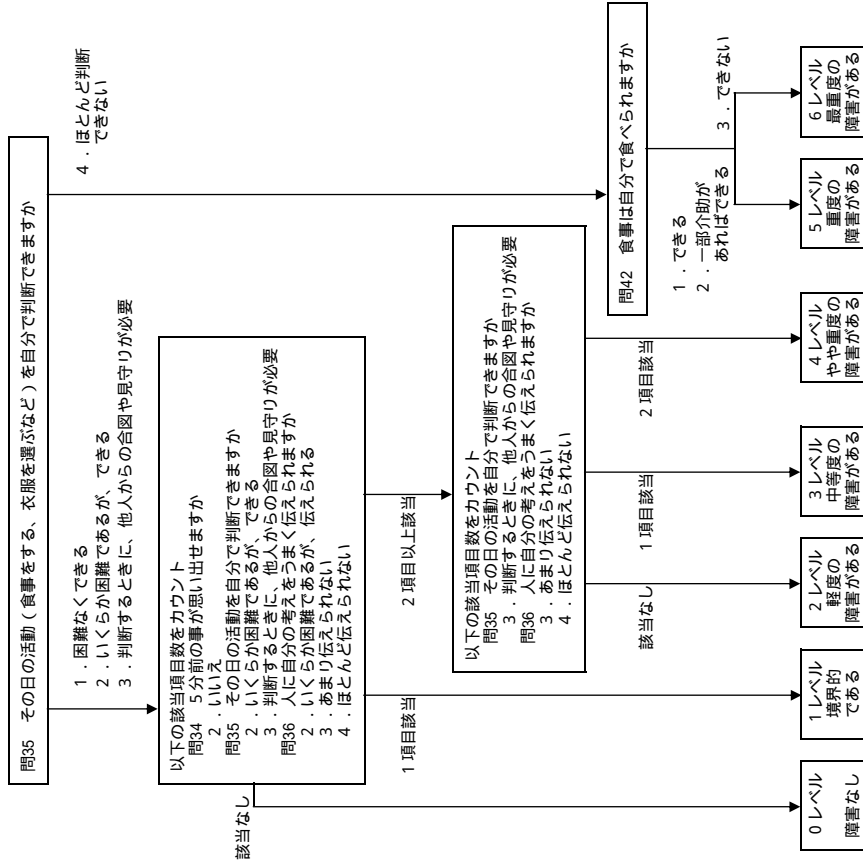 問35　その日の活動（食事をする、衣服を選ぶなど）を自分で判断できますか
1．困難なくできる
2．いくらか困難であるが、できる
3．判断するときに、他人からの合図や見守りが必要
4．ほとんど判断
できない
以下の該当項目数をカウント
問34　5分前の事が思い出せますか
2．いいえ
問35　その日の活動を自分で判断できますか
2．いくらか困難であるが、できる
3．判断するときに、他人からの合図や見守りが必要
問36　人に自分の考えをうまく伝えられますか
2．いくらか困難であるが、伝えられる
3．あまり伝えられない
4．ほとんど伝えられない
該当なし
1項目該当
2項目以上該当
以下の該当項目数をカウント
問35　その日の活動を自分で判断できますか
3．判断するときに、他人からの合図や見守りが必要
問36　人に自分の考えをうまく伝えられますか
3．あまり伝えられない
4．ほとんど伝えられない
該当なし
1項目該当
2項目該当
問42　食事は自分で食べられますか
1．できる
2．一部介助が
あればできる
3．できない
0レベル
障害なし
1レベル
境界的
である
2レベル
軽度の
障害がある
3レベル
中等度の
障害がある
4レベル
やや重度の
障害がある
5レベル
重度の
障害がある
6レベル
最重度の
障害がある